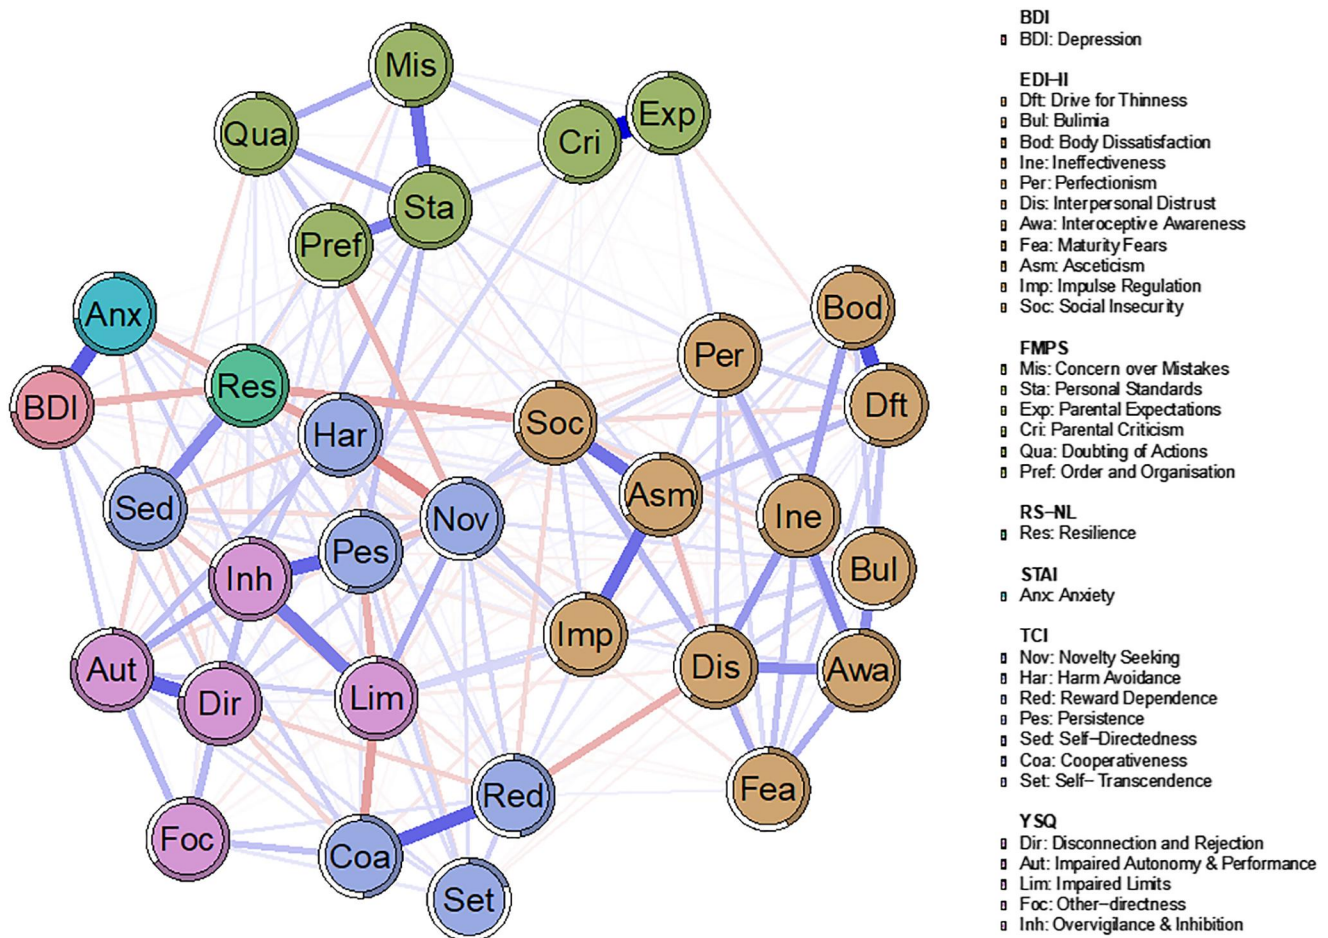 Mis
Exp
Qua
Cri
Sta
Pref
Anx
Bod
Per
Res
BDI
Dft
Soc
Har
Asm
Sed
Nov
Ine
Pes
Bul
Inh
Imp
Aut
Dis
Awa
Dir
Lim
Fea
Red
Foc
Coa
Set
BDI
BDI: Depression
EDI-II
Dft: Drive for Thinness
Bul: Bulimia
Bod: Body Dissatisfaction
Ine: Ineffectiveness
Per: Perfectionism
Dis: Interpersonal Distrust
Awa: Interoceptive Awareness
Fea: Maturity Fears
Asm: Asceticism
Imp: Impulse Regulation
Soc: Social Insecurity
FMPS
Mis: Concern over Mistakes
Sta: Personal Standards
Exp: Parental Expectations
Cri: Parental Criticism
Qua: Doubting of Actions
Pref: Order and Organisation
RS-NL
Res: Resilience
STAI
Anx: Anxiety
TCI
Nov: Novelty Seeking
Har: Harm Avoidance
Red: Reward Dependence
Pes: Persistence
Sed: Self-Directedness
Coa: Cooperativeness
Set: Self-Transcendence
YSQ
Dir: Disconnection and Rejection
Aut: Impaired Autonomy & Performance
Lim: Impaired Limits
Foc: Other-directness
Inh: Overvigilance & Inhibition